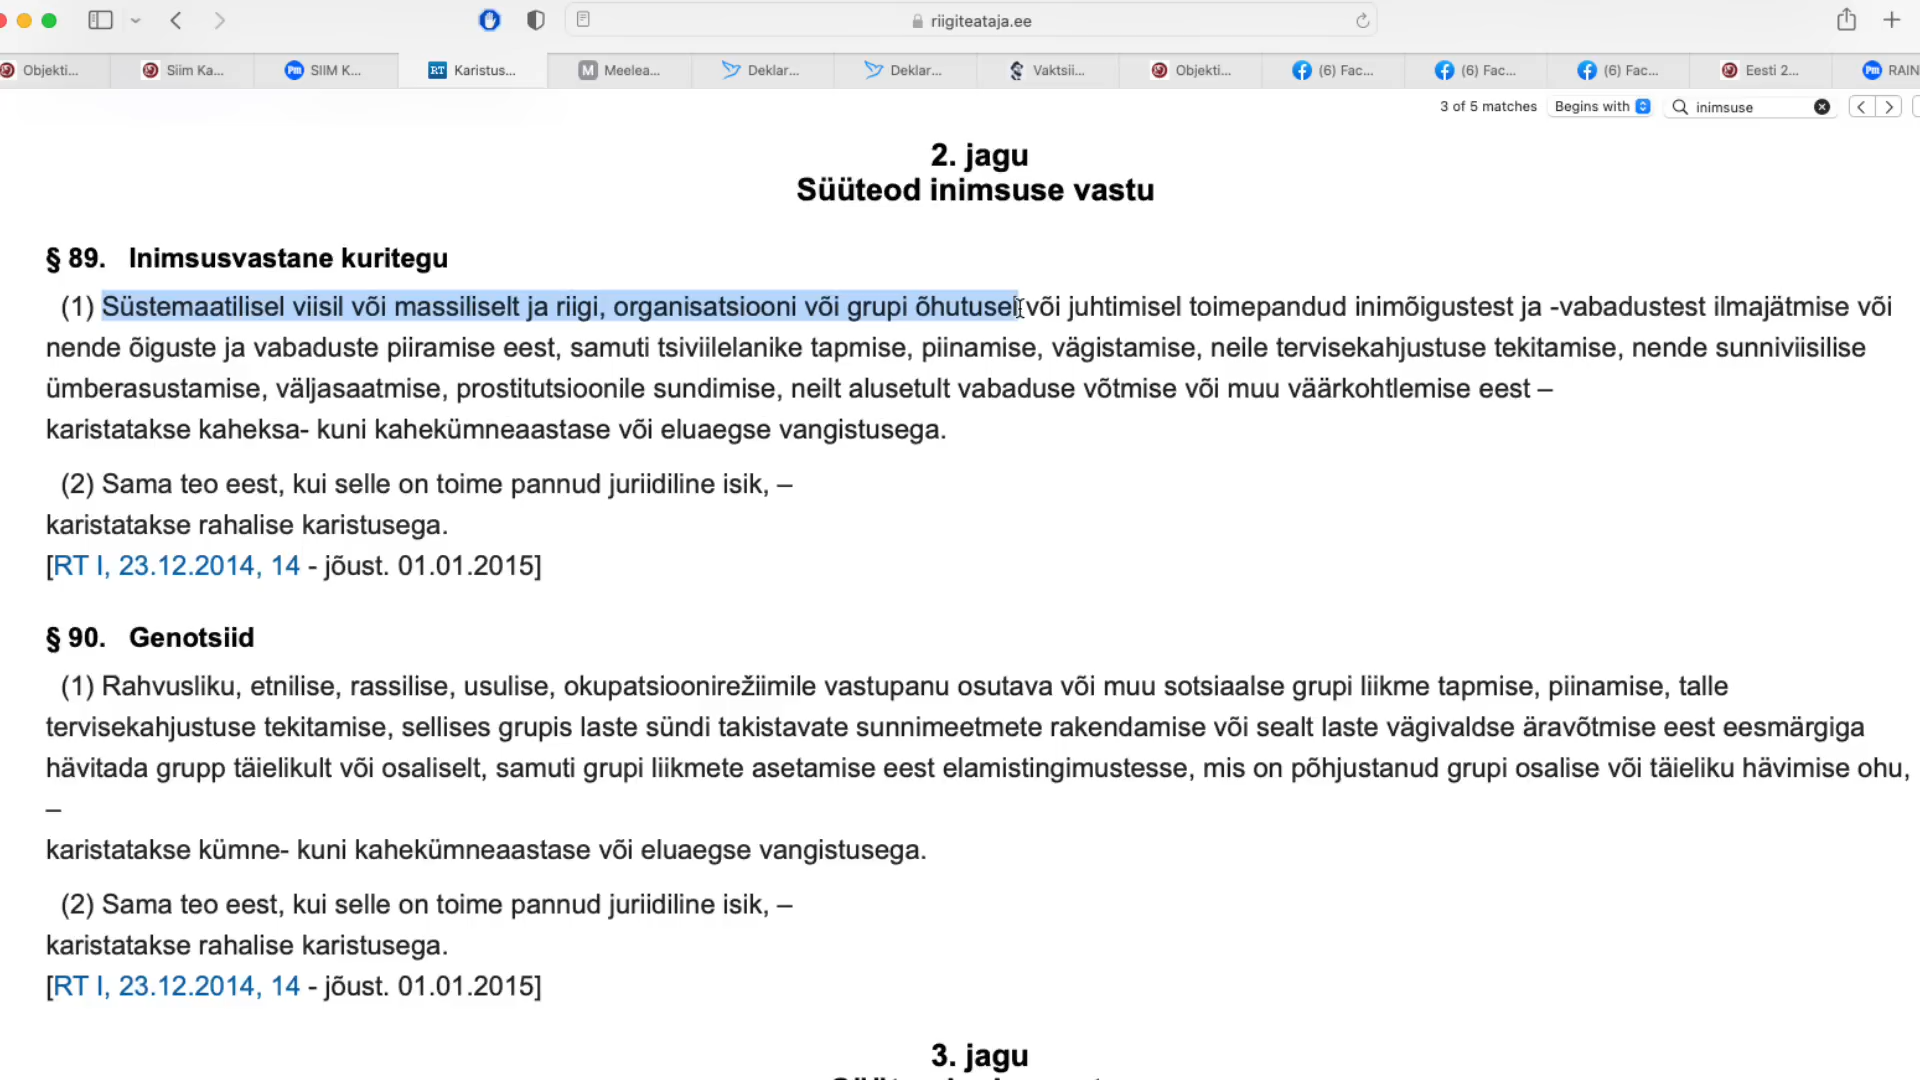 riigiteataja.ee
Objekti...
Siim Ka...
Pm SIIM K...
RT Karistus...
M Meelea...
Deklar...
Deklar...
Vaktsii...
Objekti...
(6) Fac...
(6) Fac...
(6) Fac...
Eesti 2...
Pm RAIN
3 of 5 matches
Begins with
inimsuse
2. jagu
Süüteod inimsuse vastu
§ 89. Inimsusvastane kuritegu
(1) Süstemaatilisel viisil või massiliselt ja riigi, organisatsiooni või grupi õhutusel või juhtimisel toimepandud inimõigustest ja -vabadustest ilmajätmise või
nende õiguste ja vabaduste piiramise eest, samuti tsiviilelanike tapmise, piinamise, vägistamise, neile tervisekahjustuse tekitamise, nende sunniviisilise
ümberasustamise, väljasaatmise, prostitutsioonile sundimise, neilt alusetult vabaduse võtmise või muu väärkohtlemise eest –
karistatakse kaheksa- kuni kahekümneaastase või eluaegse vangistusega.
(2) Sama teo eest, kui selle on toime pannud juriidiline isik, –
karistatakse rahalise karistusega.
[RT I, 23.12.2014, 14 - jõust. 01.01.2015]
§ 90. Genotsiid
(1) Rahvusliku, etnilise, rassilise, usulise, okupatsioonirežiimile vastupanu osutava või muu sotsiaalse grupi liikme tapmise, piinamise, talle
tervisekahjustuse tekitamise, sellises grupis laste sündi takistavate sunnimeetmete rakendamise või sealt laste vägivaldse äravõtmise eest eesmärgiga
hävitada grupp täielikult või osaliselt, samuti grupi liikmete asetamise eest elamistingimustesse, mis on põhjustanud grupi osalise või täieliku hävimise ohu,
–
karistatakse kümne- kuni kahekümneaastase või eluaegse vangistusega.
(2) Sama teo eest, kui selle on toime pannud juriidiline isik, –
karistatakse rahalise karistusega.
[RT I, 23.12.2014, 14 - jõust. 01.01.2015]
3. jagu